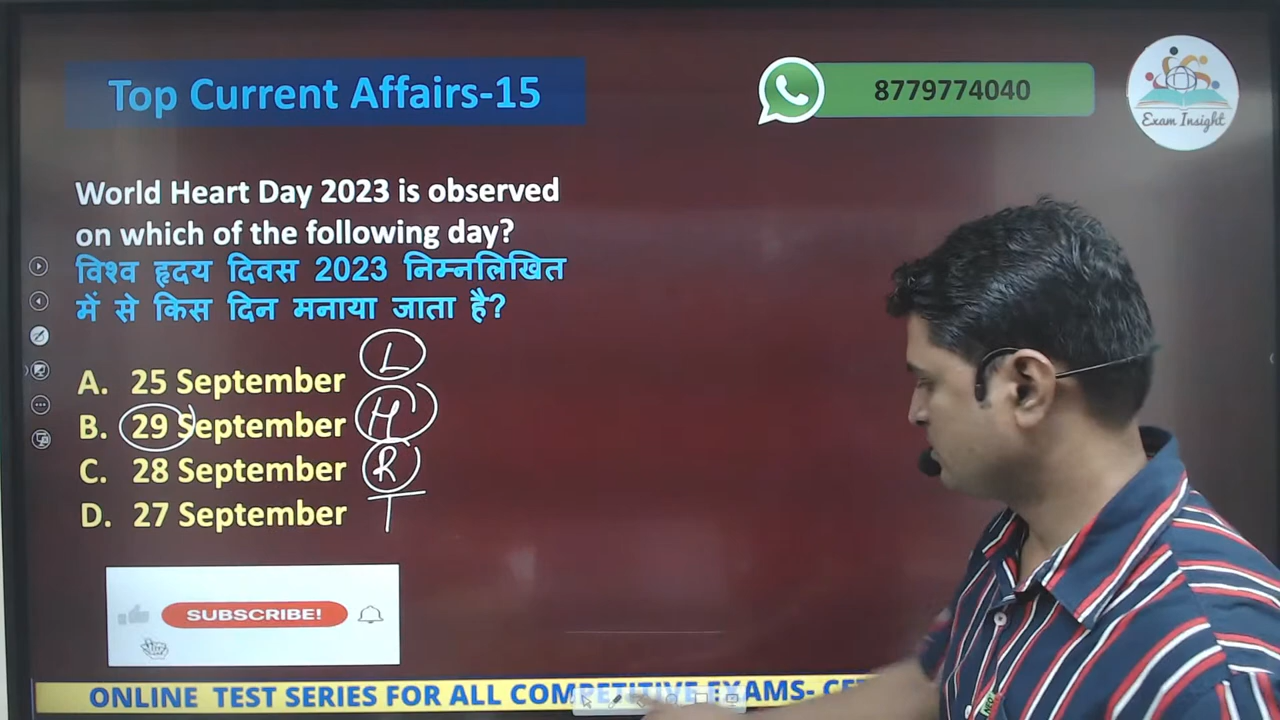 Top Current Affairs-15
8779774040
Exam Insight
World Heart Day 2023 is observed
on which of the following day?
विश्व हृदय दिवस 2023 निम्नलिखित
में से किस दिन मनाया जाता है?
L
A. 25 September
H
B. 29 September
R
C. 28 September
T
D. 27 September
SUBSCRIBE!
ONLINE TEST SERIES FOR ALL COMPETITIVE EXAMS-